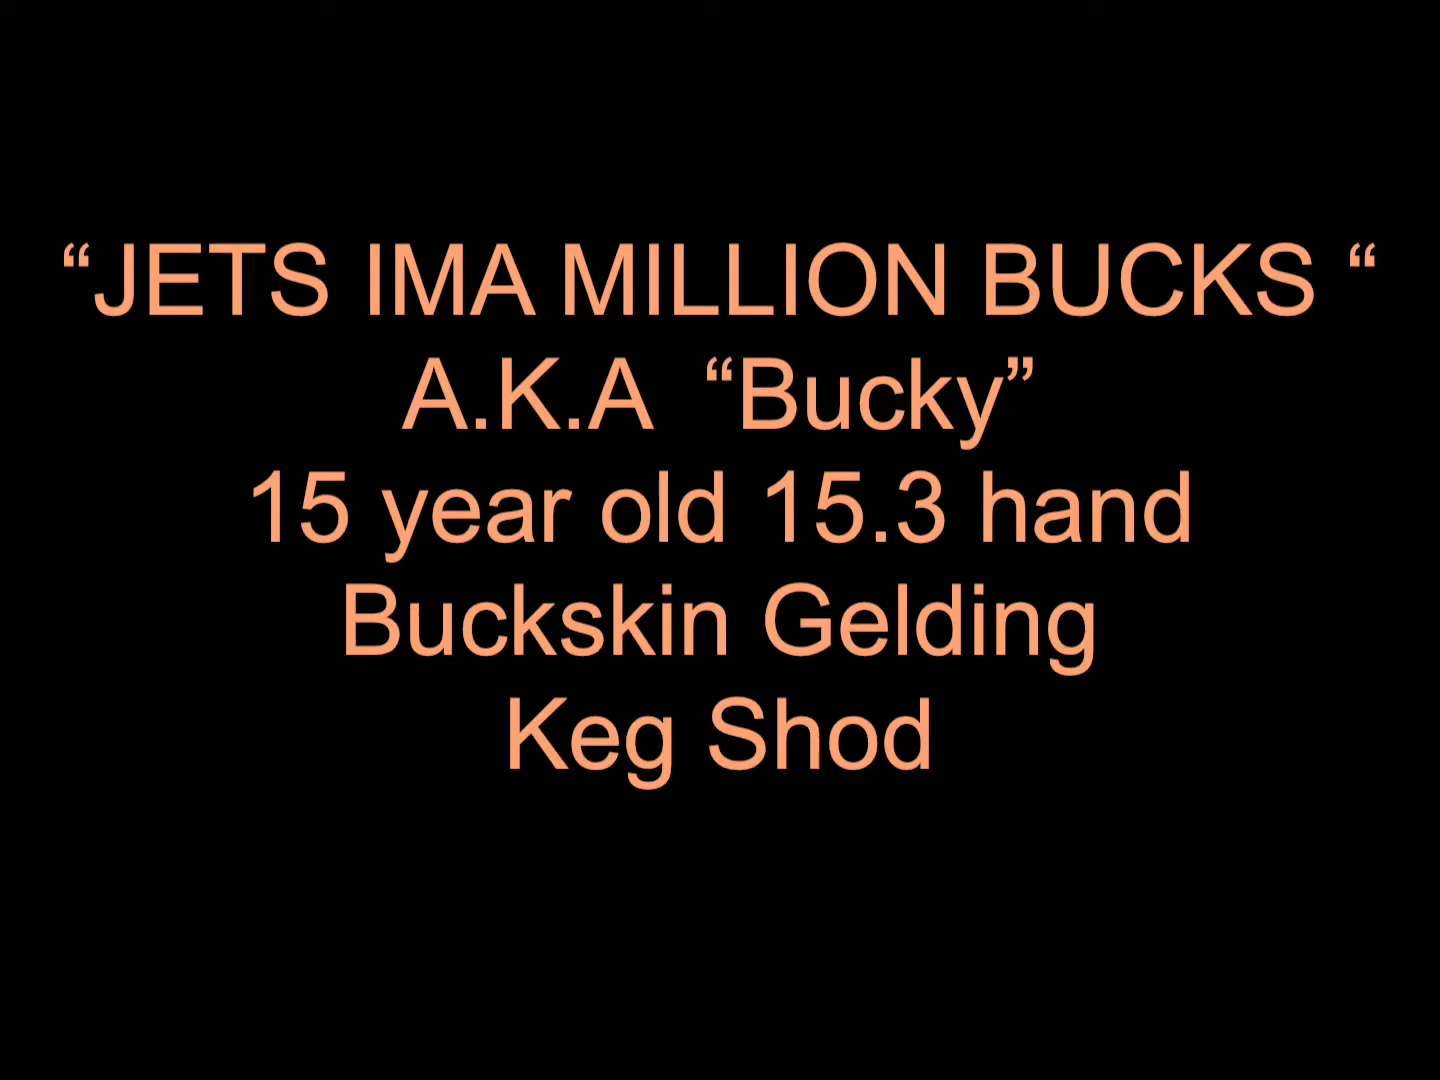 “JETS IMA MILLION BUCKS “
A.K.A “Bucky”
15 year old 15.3 hand
Buckskin Gelding
Keg Shod